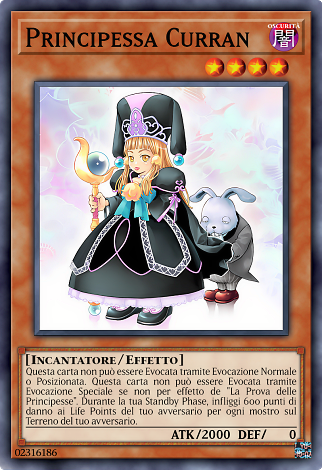 Principessa Curran
OSCURITÀ
闇
[Incantatore/Effetto]
Questa carta non può essere Evocata tramite Evocazione Normale
o Posizionata. Questa carta non può essere Evocata tramite
Evocazione Speciale se non per effetto de "La Prova delle
Principesse". Durante la tua Standby Phase, infliggi 600 punti di
danno ai Life Points del tuo avversario per ogni mostro sul
Terreno del tuo avversario.
ATK/2000 DEF/ 0
02316186